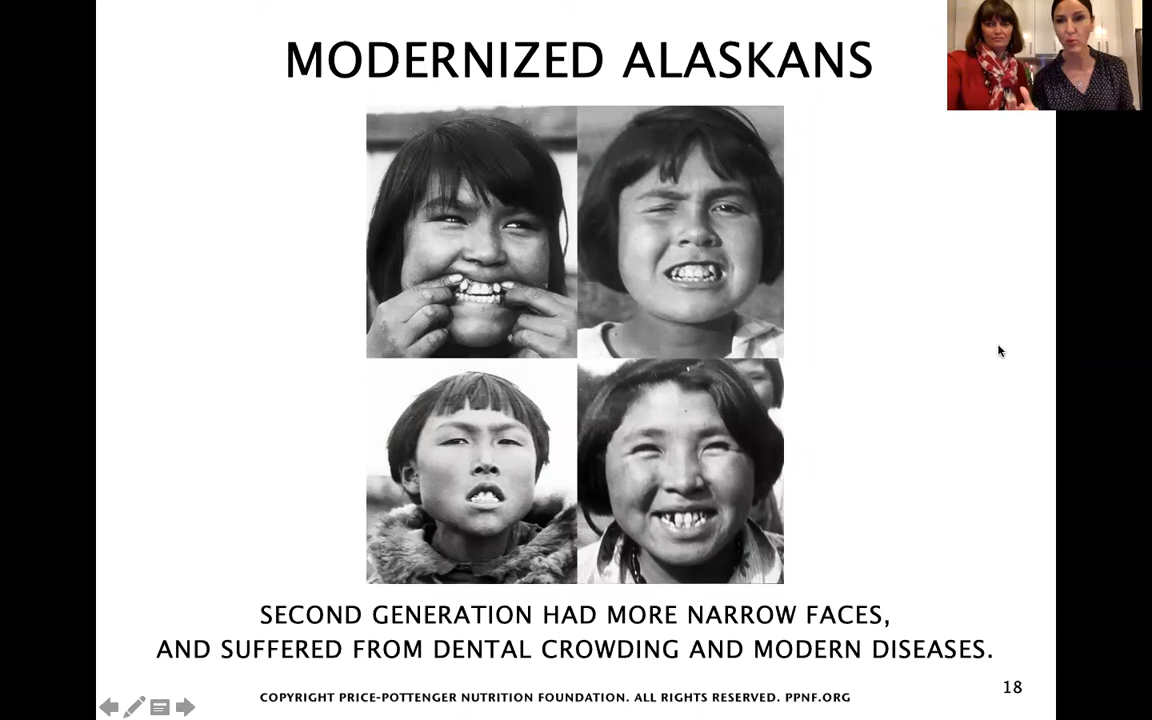 MODERNIZED ALASKANS
SECOND GENERATION HAD MORE NARROW FACES,
AND SUFFERED FROM DENTAL CROWDING AND MODERN DISEASES.
COPYRIGHT PRICE-POTTENGER NUTRITION FOUNDATION. ALL RIGHTS RESERVED. PPNF.ORG
18